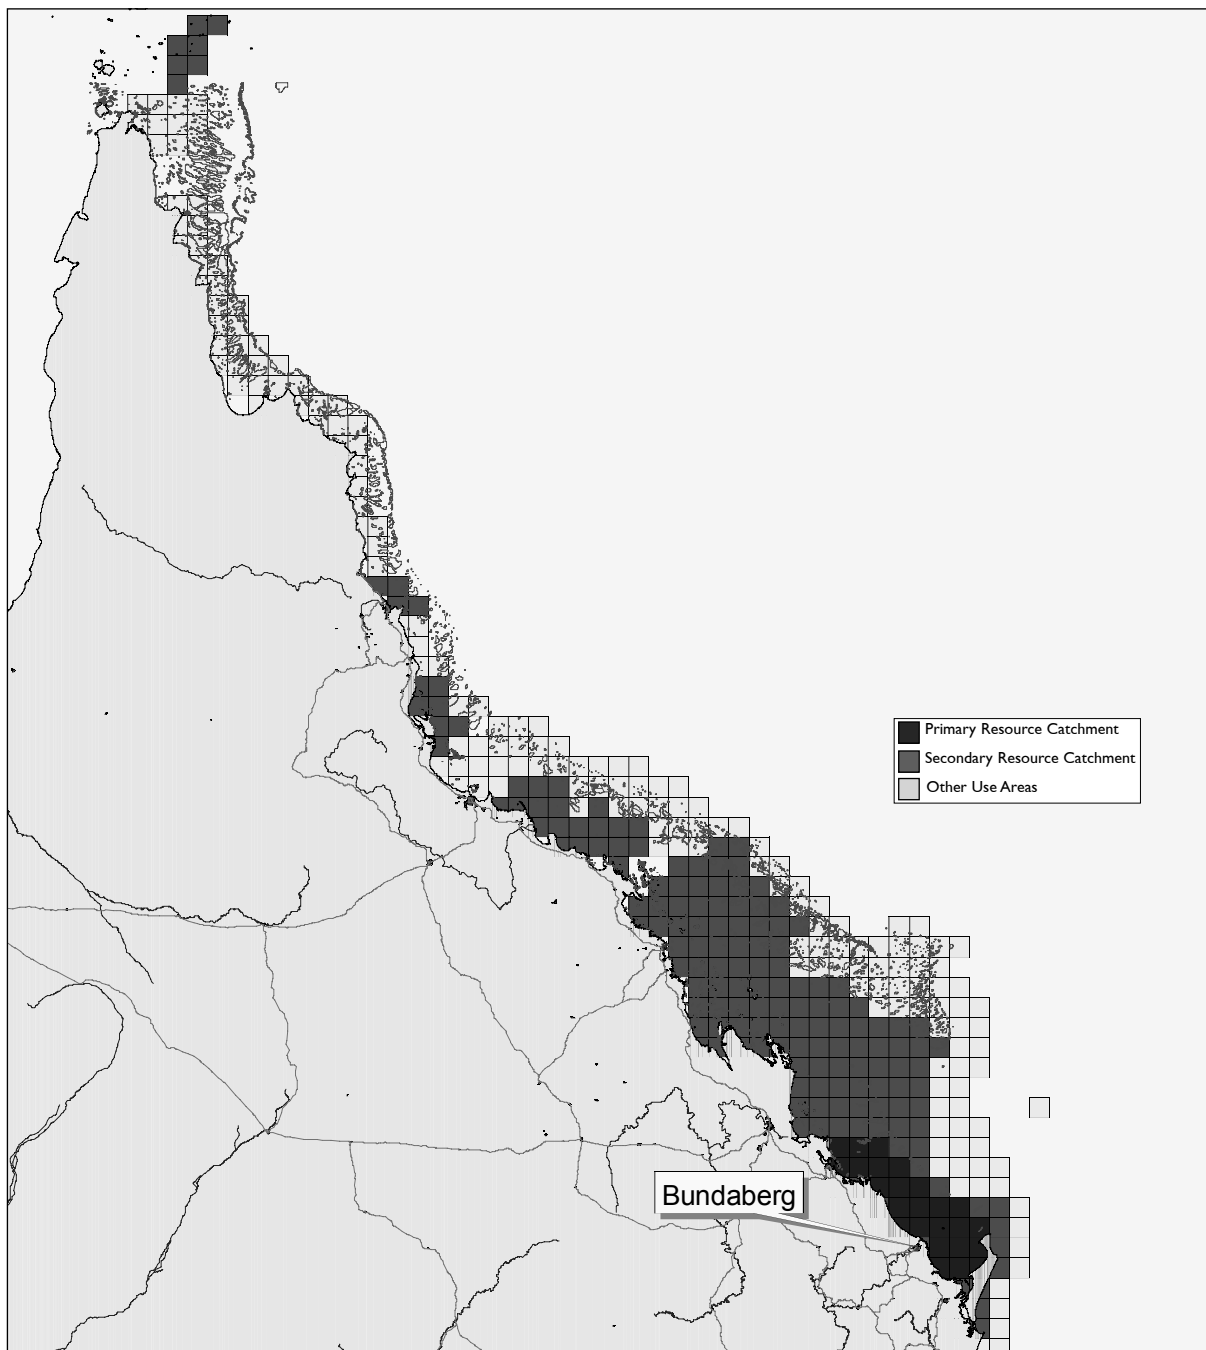 Primary Resource Catchment
Secondary Resource Catchment
Other Use Areas
Bundaberg